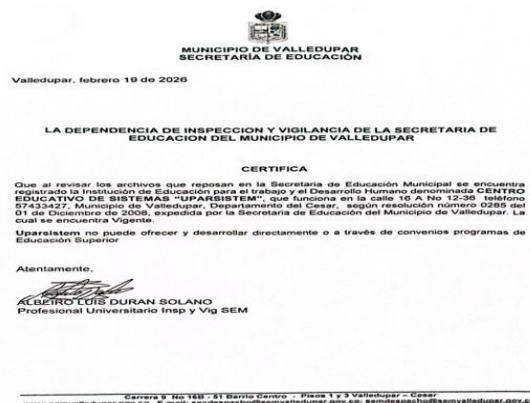 MUNICIPIO DE VALLEDUPAR
SECRETARÍA DE EDUCACIÓN
Valledupar, febrero 19 de 2026
LA DEPENDENCIA DE INSPECCION Y VIGILANCIA DE LA SECRETARIA DE
EDUCACION DEL MUNICIPIO DE VALLEDUPAR
CERTIFICA
Que al revisar los archivos que reposan en la Secretaria de Educación Municipal se encuentra
registrado la Institución de Educación para el trabajo y el Desarrollo Humano denominada CENTRO
EDUCATIVO DE SISTEMAS "UPARSISTEM", que funciona en la calle 16 A No 12-36 teléfono
57433427, Municipio de Valledupar, Departamento del Cesar, según resolución número 0285 del
01 de Diciembre de 2008, expedida por la Secretaria de Educación del Municipio de Valledupar. La
cual se encuentra Vigente.
Uparsistem no puede ofrecer y desarrollar directamente o a través de convenios programas de
Educación Superior
Atentamente,
ALBEIRO LUIS DURAN SOLANO
Profesional Universitario Insp y Vig SEM
Carrera 9 No 16B - 51 Barrio Centro - Pisos 1 y 3 Valledupar – Cesar
E-mail: semdespacho@semvalledupar.gov.co